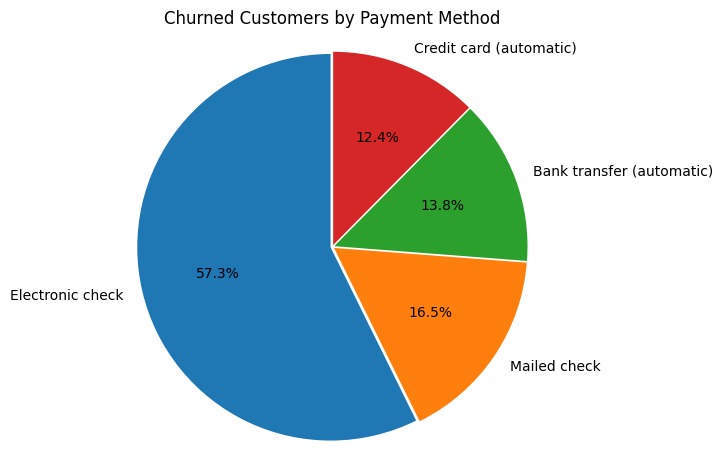 Churned Customers by Payment Method
Credit card (automatic)
12.4%
Bank transfer (automatic)
13.8%
57.3%
Electronic check
16.5%
Mailed check